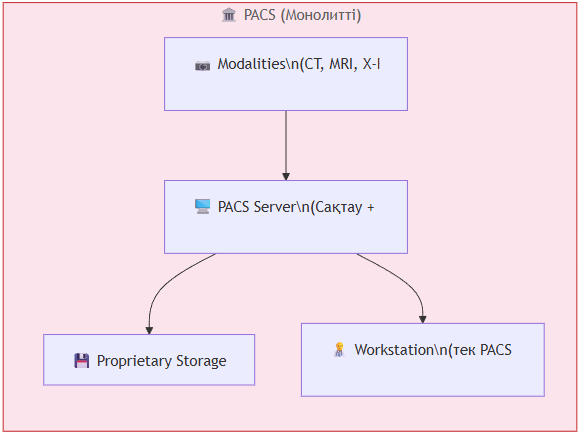 🏛️ PACS (Монолитті)
📷 Modalities\n(CT, MRI, X-
🖥️ PACS Server\n(Сақтау +
💾 Proprietary Storage
👨‍⚕️ Workstation\n(тек PACS